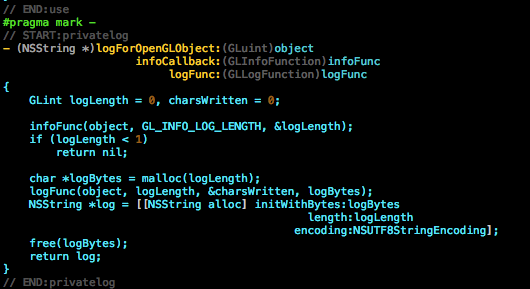 // END:use
#pragma mark -
// START:privatelog
- (NSString *)logForOpenGLObject:(GLuint)object
                    infoCallback:(GLInfoFunction)infoFunc
                         logFunc:(GLLogFunction)logFunc
{
    GLint logLength = 0, charsWritten = 0;

    infoFunc(object, GL_INFO_LOG_LENGTH, &logLength);
    if (logLength < 1)
        return nil;

    char *logBytes = malloc(logLength);
    logFunc(object, logLength, &charsWritten, logBytes);
    NSString *log = [[NSString alloc] initWithBytes:logBytes
                                             length:logLength
                                           encoding:NSUTF8StringEncoding];
    free(logBytes);
    return log;
}
// END:privatelog